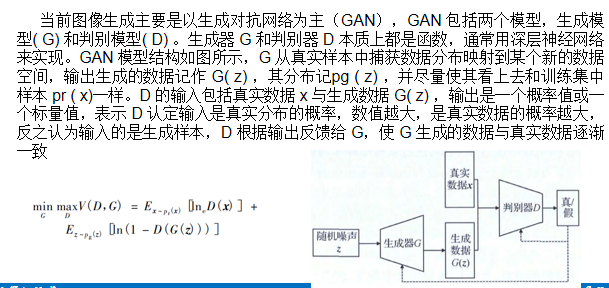 当前图像生成主要是以生成对抗网络为主（GAN），GAN 包括两个模型，生成模
型( G) 和判别模型( D) 。生成器 G 和判别器 D 本质上都是函数，通常用深层神经网络
来实现。GAN 模型结构如图所示，G 从真实样本中捕获数据分布映射到某个新的数据
空间，输出生成的数据记作 G( z) ，其分布记pg ( z) ，并尽量使其看上去和训练集中
样本 pr ( x)一样。D 的输入包括真实数据 x 与生成数据 G( z)，输出是一个概率值或一
个标量值，表示 D 认定输入是真实分布的概率，数值越大，是真实数据的概率越大，
反之认为输入的是生成样本，D 根据输出反馈给 G，使 G 生成的数据与真实数据逐渐
一致
min max V(D, G) = E x~pr(x) [lne D(x)] +
G D
E z~pg(z) [ln(1 - D(G(z)))]
真实
数据x
判别器D
真/
假
随机噪声
z
生成器G
生成
数据
G(z)